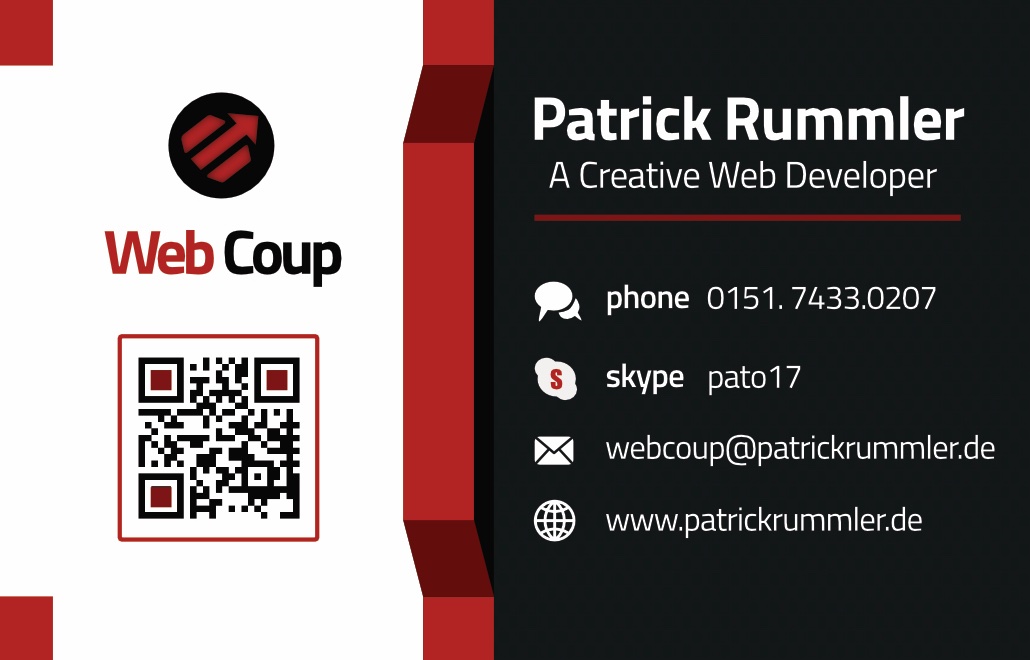 Web Coup
Patrick Rummler
A Creative Web Developer
phone 0151. 7433.0207
S
skype pato17
webcoup@patrickrummler.de
www.patrickrummler.de